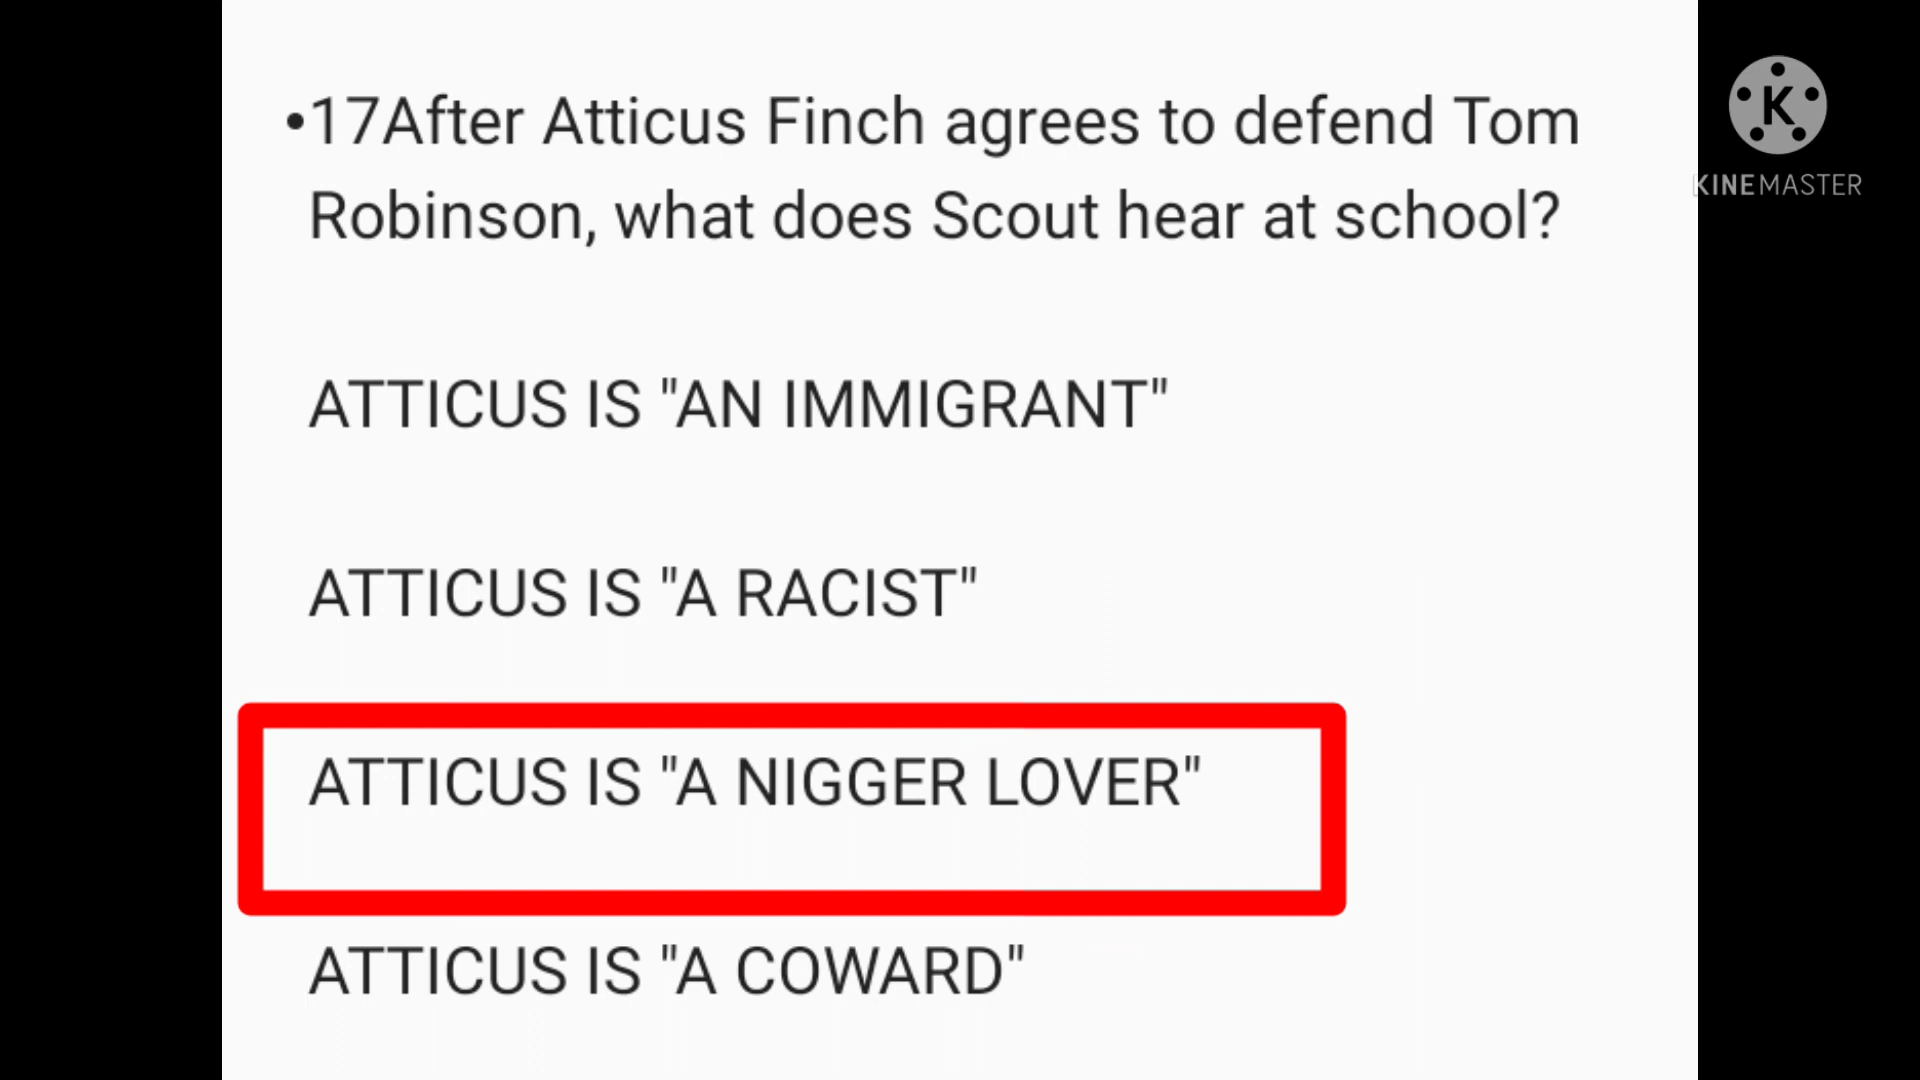 •17After Atticus Finch agrees to defend Tom
Robinson, what does Scout hear at school?
ATTICUS IS "AN IMMIGRANT"
ATTICUS IS "A RACIST"
ATTICUS IS "A NIGGER LOVER"
ATTICUS IS "A COWARD"
K
KINEMASTER